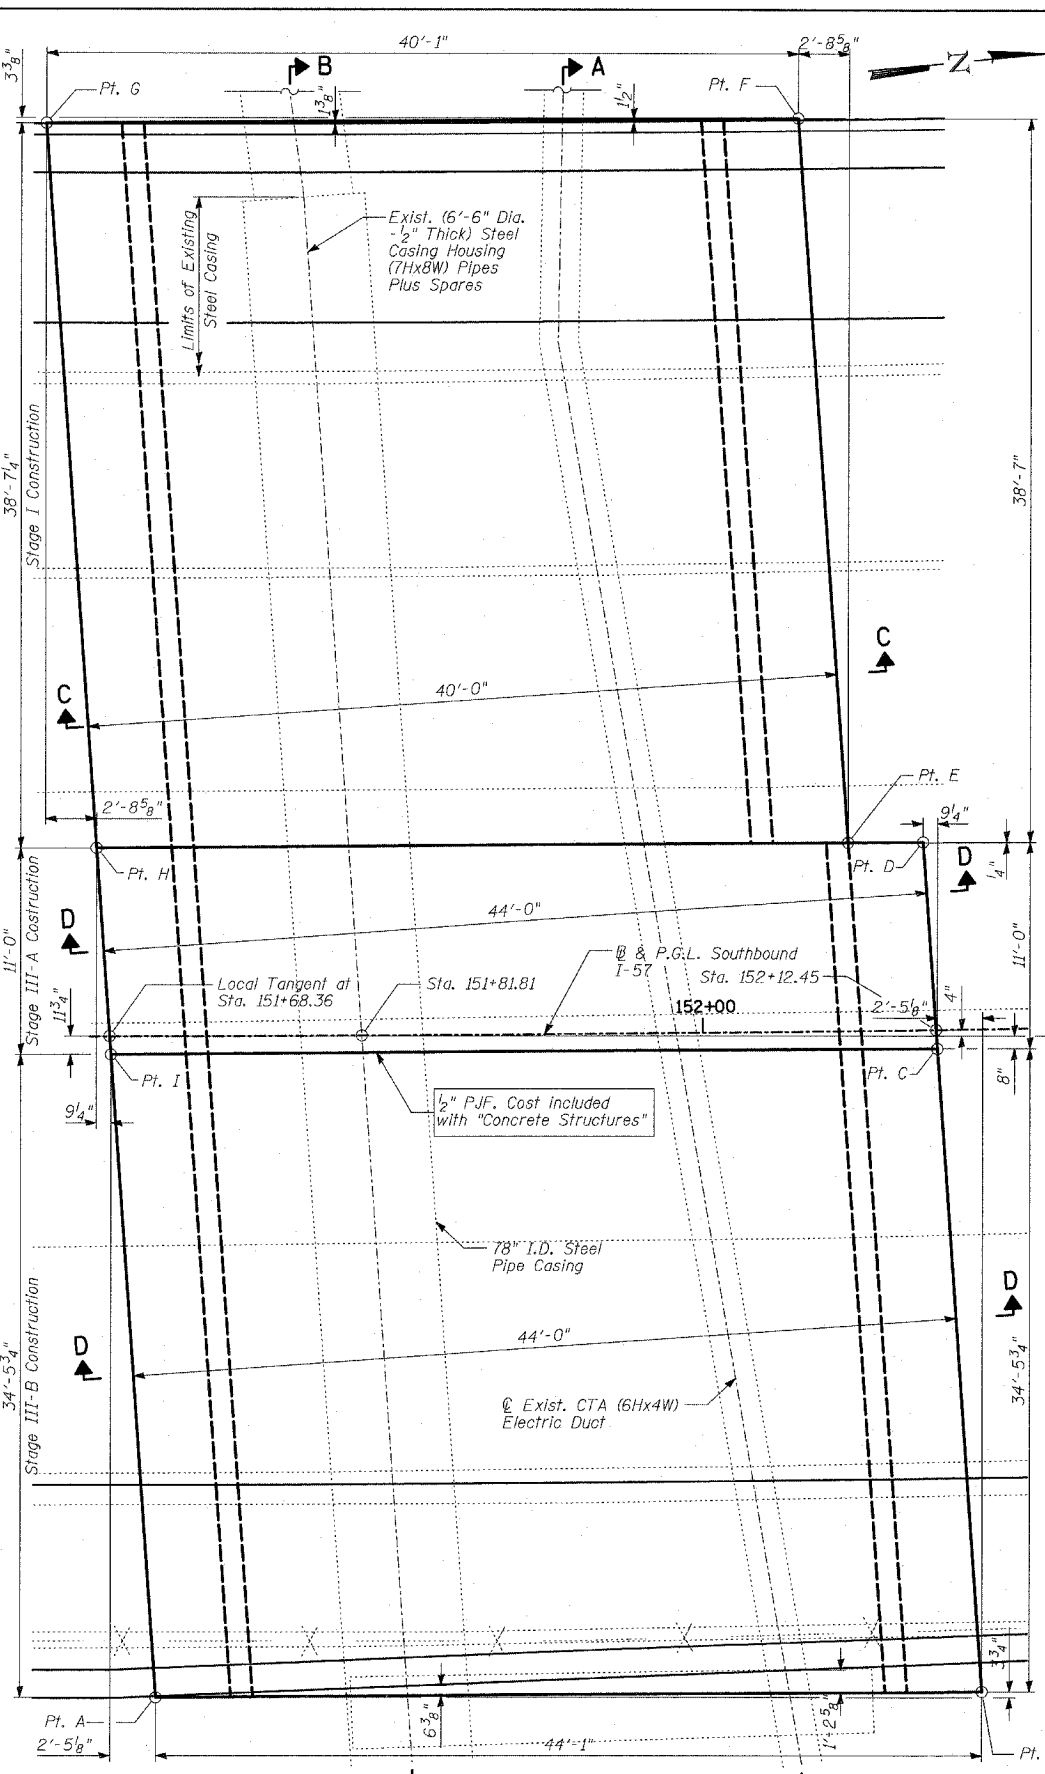 40'-1"
2'-8⅝"
3⅜"
B
A
N
Pt. G
Pt. F
1⅜"
½"
Exist. (6'-6" Dia.
-½" Thick) Steel
Casing Housing
(7Hx8W) Pipes
Plus Spares
Limits of Existing
Steel Casing
38'-7¼"
Stage I Construction
38'-7"
C
C
40'-0"
Pt. E
2'-8⅝"
9¼"
Pt. H
Pt. D
¼"
D
D
44'-0"
11'-0"
Stage III-A Costruction
11'-0"
℄ & P.G.L. Southbound
I-57
Local Tangent at
Sta. 151+68.36
Sta. 151+81.81
Sta. 152+12.45
152+00
2'-5⅛"
4"
11¾"
Pt. I
Pt. C
8"
9¼"
½" PJF. Cost included
with "Concrete Structures"
78" I.D. Steel
Pipe Casing
D
D
44'-0"
34'-5¾"
Stage III-B Construction
34'-5¾"
℄ Exist. CTA (6Hx4W)
Electric Duct
3¾"
Pt. A
6⅜"
1'-2⅝"
2'-5⅛"
44'-1"
Pt.